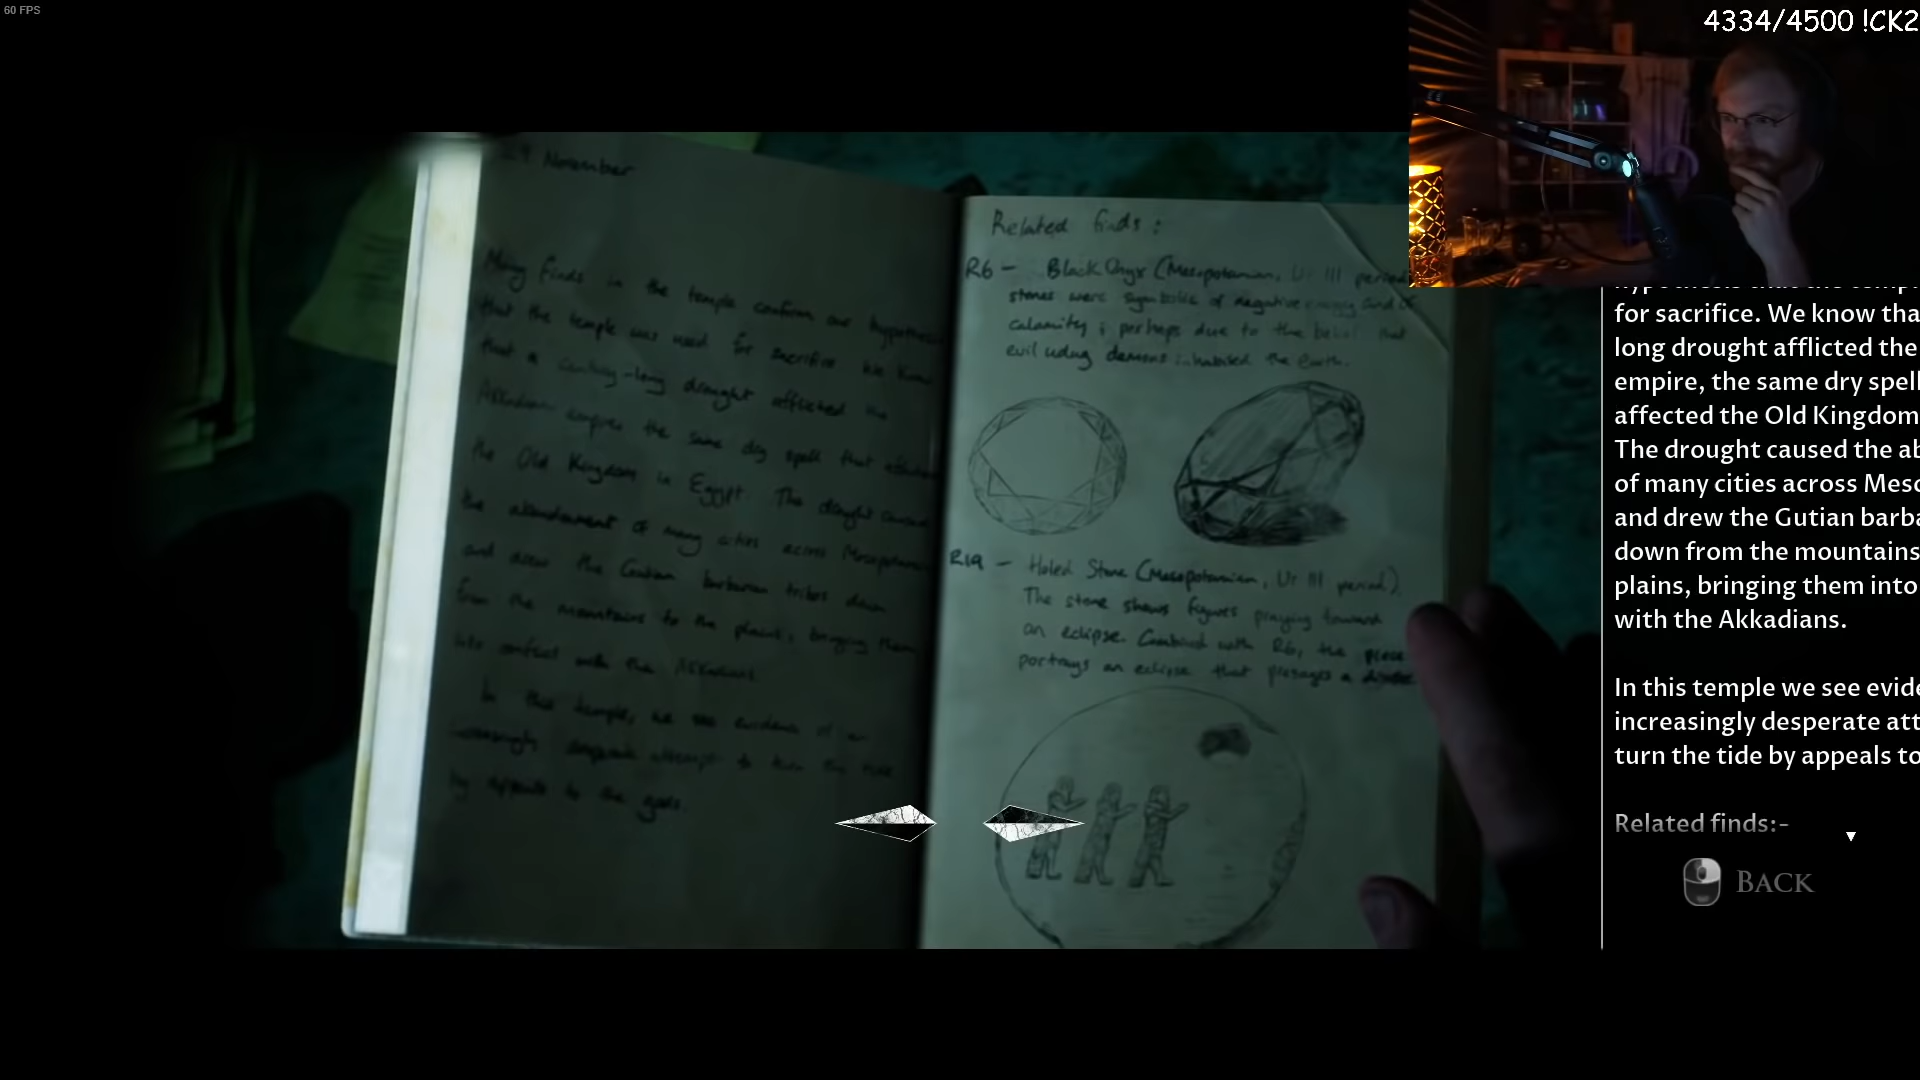 60 FPS
4334/4500 !CK2
November
Many finds in the temple confirm our
that the temple was used for sacrifice. We know
that a century-long drought afflicted the
Akkadian empire, the same dry spell that
the Old Kingdom in Egypt. The drought caused
the abandonment of many cities across Mesopotamia
and drew the Gutian barbarian tribes down
from the mountains to the plains, bringing them
into with the
In this temple, we see evidence of
increasingly desperate attempts to turn the tide
by appeals to the gods.
Related finds:
R6 - Black Onyx (Mesopotamian, Ur III period
stones were symbolic of negative energy and of
calamity; perhaps due to the belief that
evil udug demons inhabited the Earth.
R19 - Holed Stone (Mesopotamian, Ur III period).
The stone shows figures praying toward
an eclipse. Combined with R6, the piece
portrays an eclipse that presages a
for sacrifice. We know tha
long drought afflicted the
empire, the same dry spell
affected the Old Kingdom
The drought caused the ab
of many cities across Meso
and drew the Gutian barba
down from the mountains
plains, bringing them into
with the Akkadians.
In this temple we see evide
increasingly desperate att
turn the tide by appeals to
Related finds:-
BACK